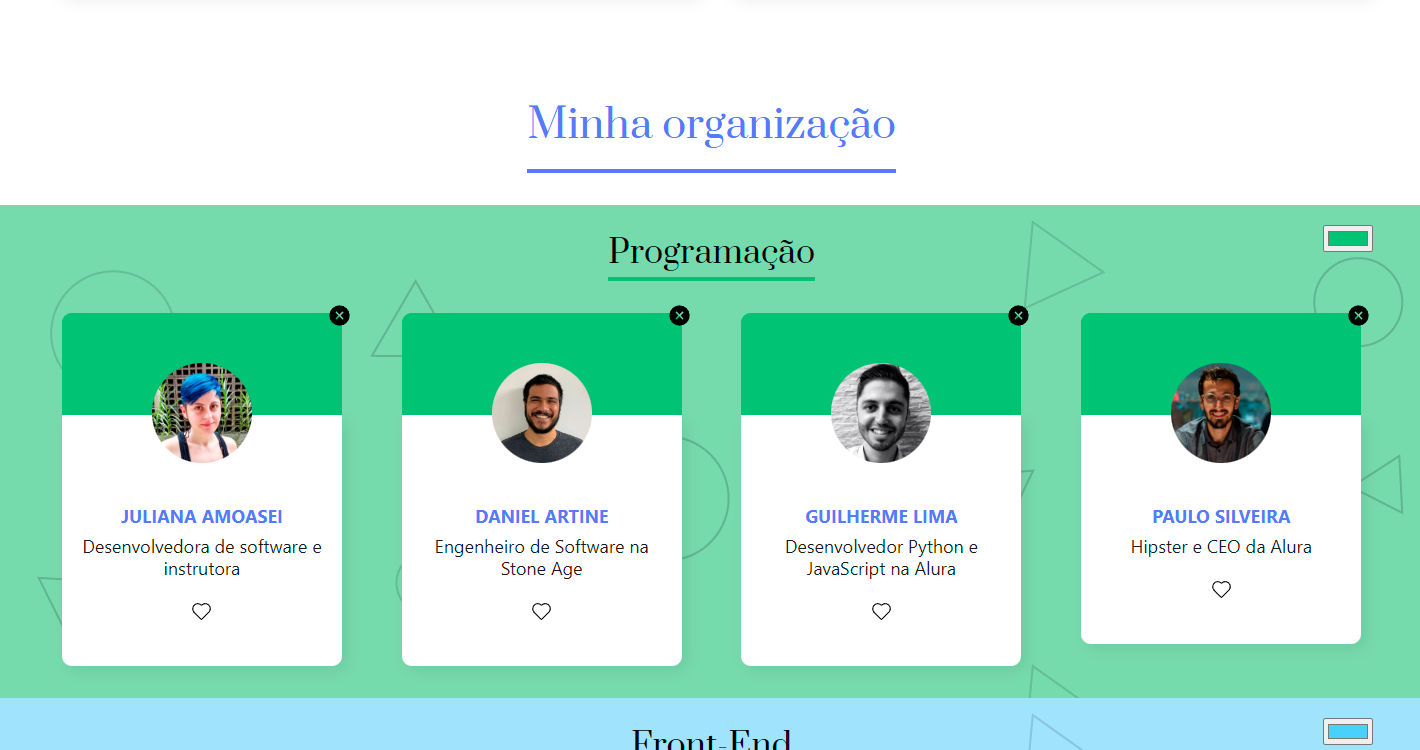 Minha organização
Programação
JULIANA AMOASEI
Desenvolvedora de software e
instrutora
DANIEL ARTINE
Engenheiro de Software na
Stone Age
GUILHERME LIMA
Desenvolvedor Python e
JavaScript na Alura
PAULO SILVEIRA
Hipster e CEO da Alura
Front-End